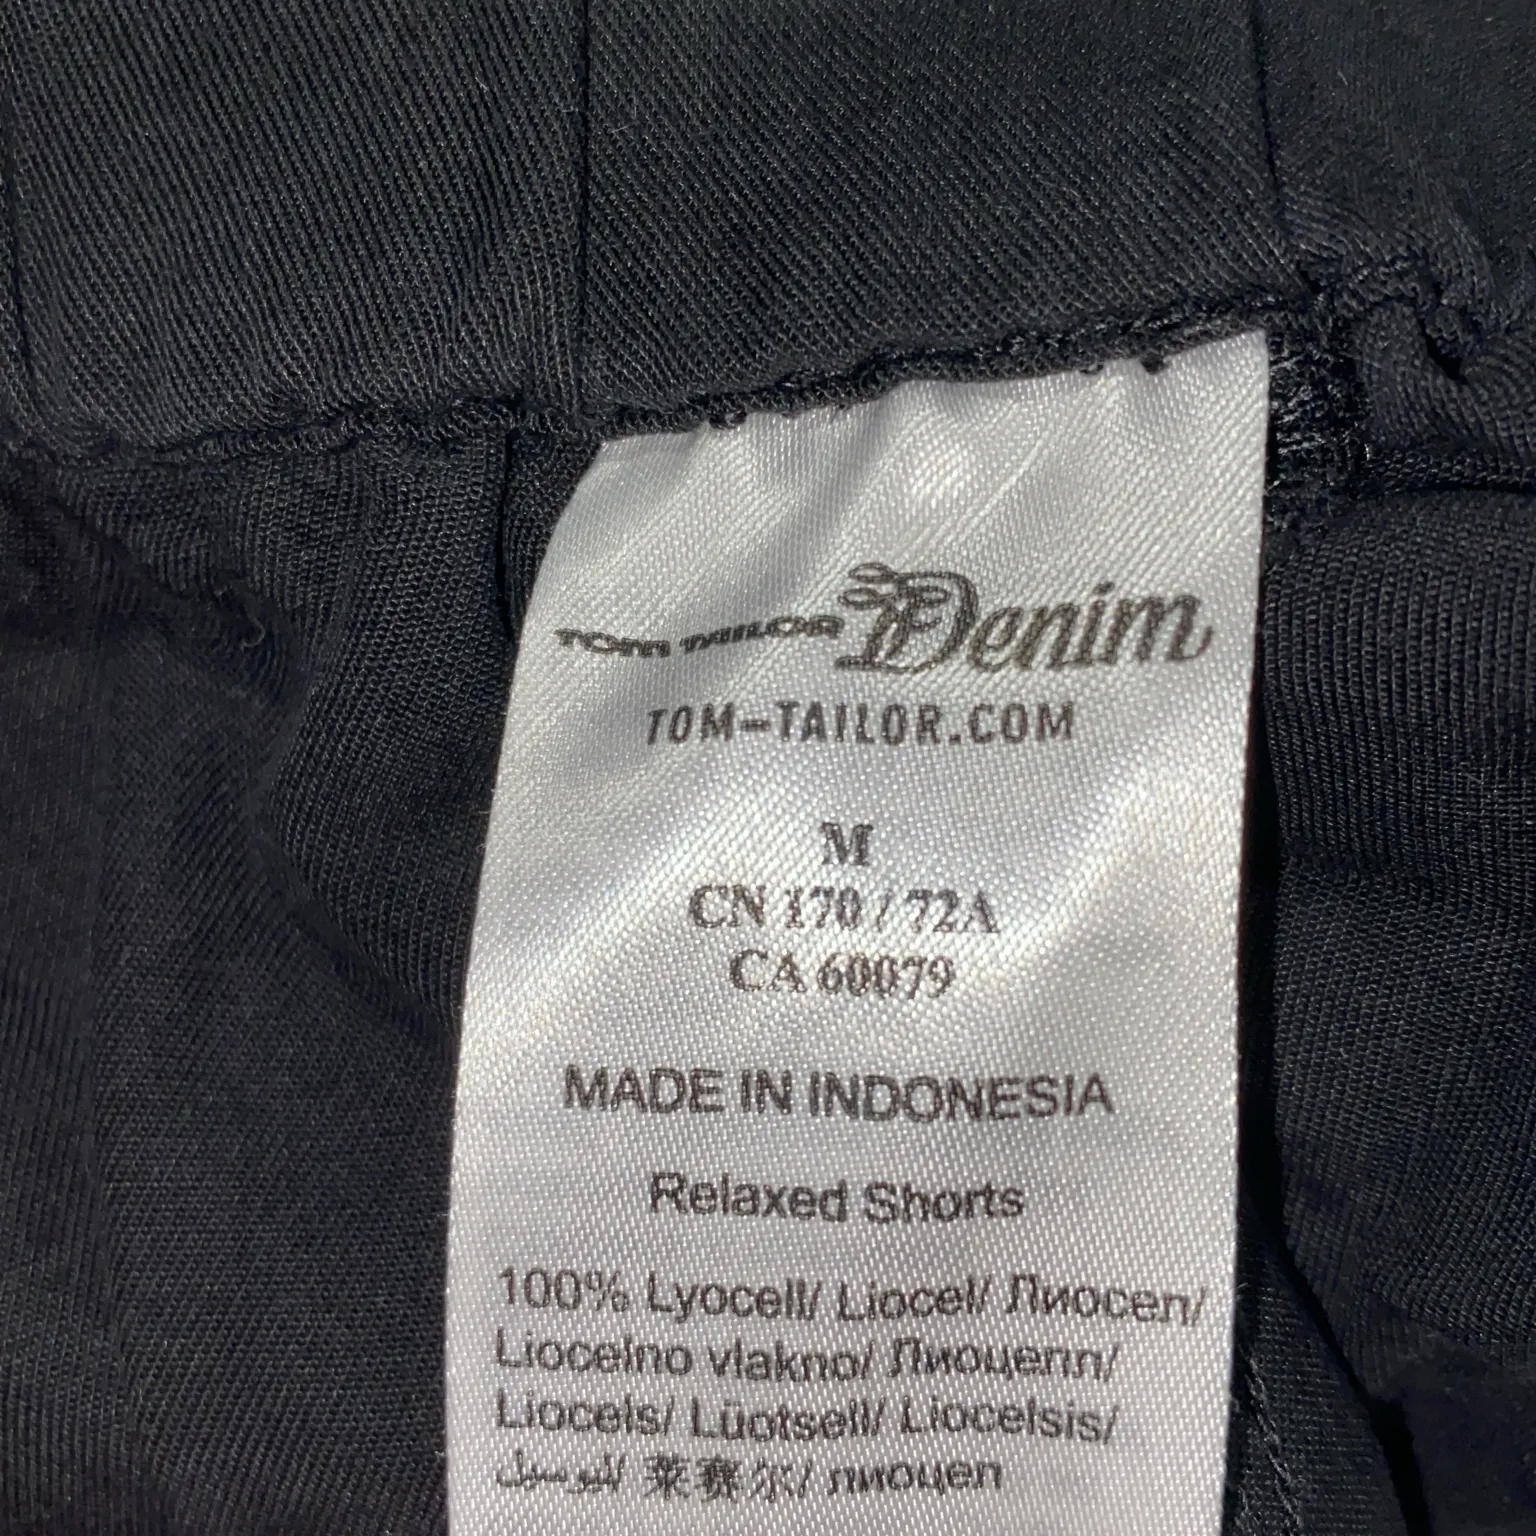 TOM TAILOR Denim
TOM-TAILOR.COM
M
CN 170 / 72A
CA 60079
MADE IN INDONESIA
Relaxed Shorts
100% Lyocell/ Liocel/ Лиосел/
Liocelno vlakno/ Лиоцелл/
Liocels/ Lüotsell/ Liocelsis/
莱赛尔/ лиоцел